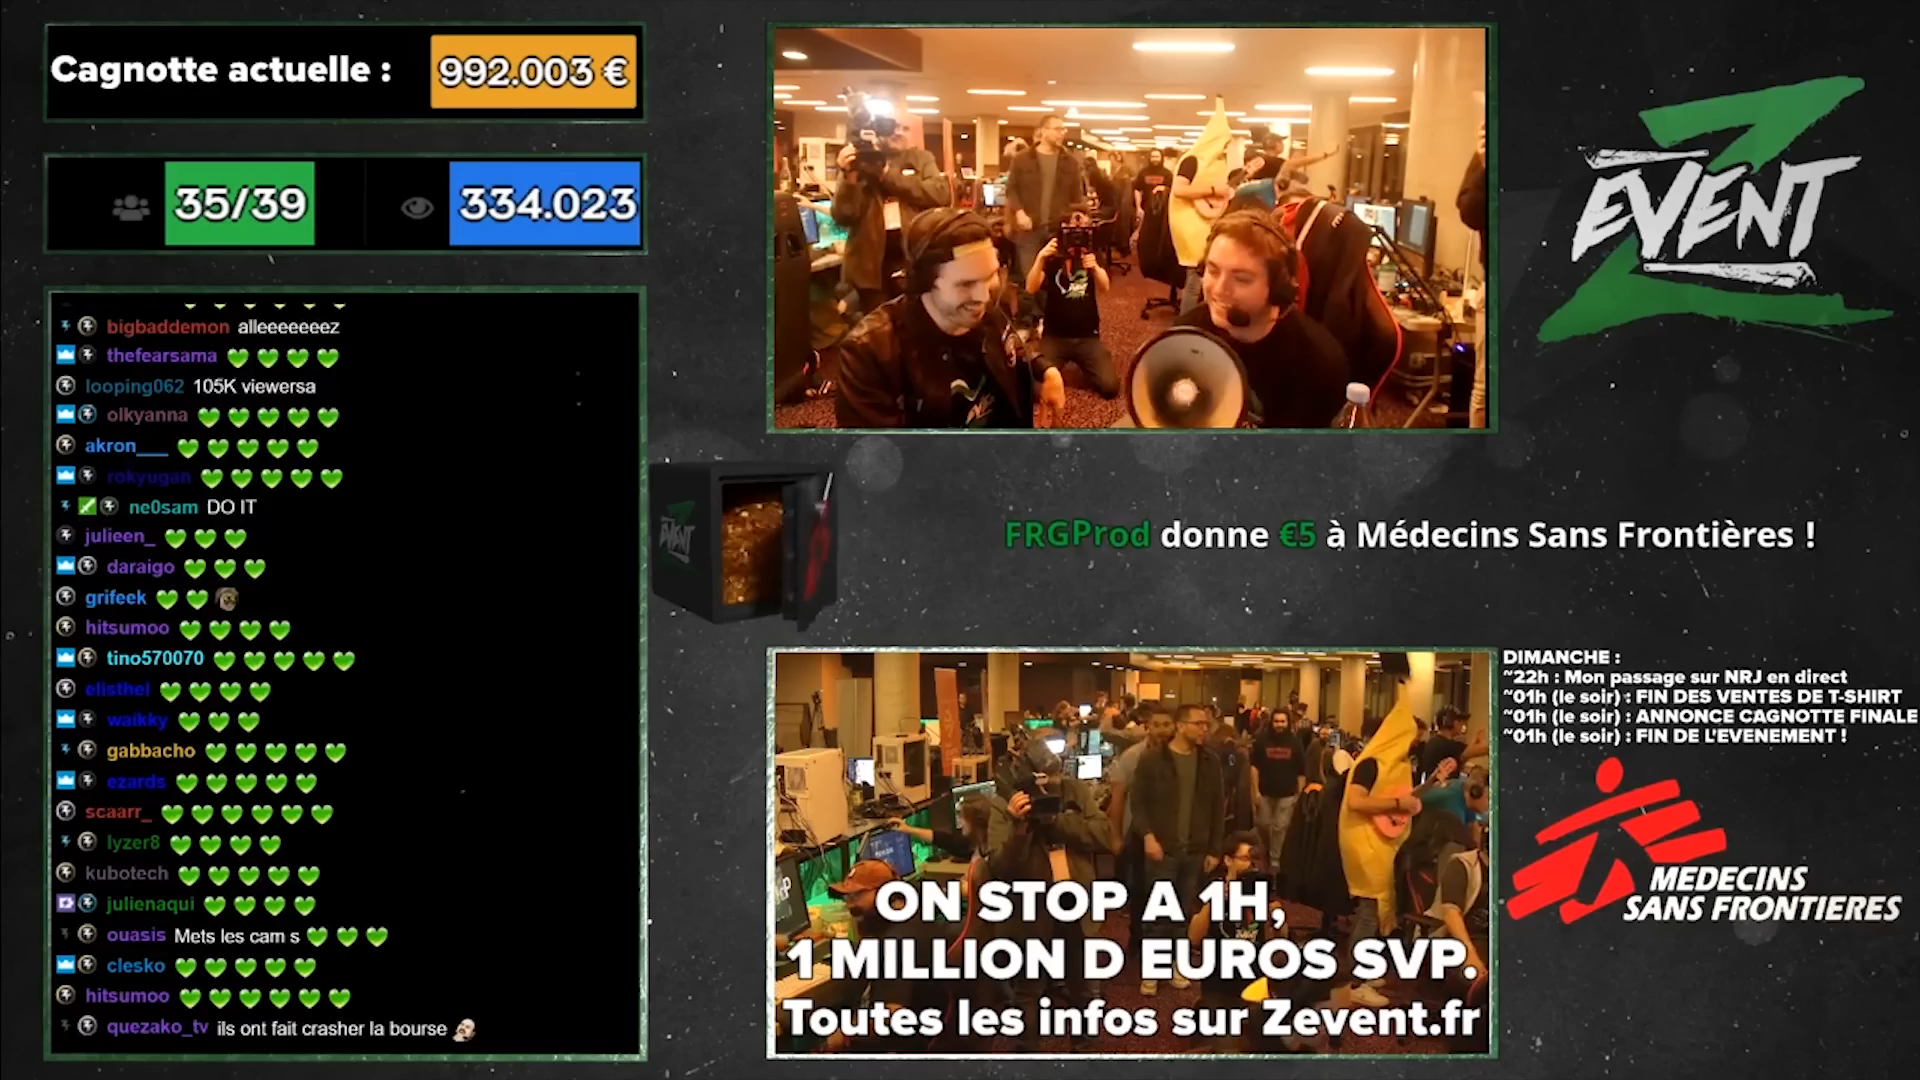 Cagnotte actuelle : 992.003 €
35/39 334.023
bigbaddemon alleeeeeeez
thefearsama
looping062 105K viewersa
olkyanna
akron___
rokyugan
ne0sam DO IT
julieen_
daraigo
grifeek
hitsumoo
tino570070
elisthel
waikky
gabbacho
ezards
scaarr_
lyzer8
kubotech
julienaqui
ouasis Mets les cam s
clesko
hitsumoo
quezako_tv ils ont fait crasher la bourse
Z
EVENT
FRGProd donne €5 à Médecins Sans Frontières !
ON STOP A 1H,
1 MILLION D EUROS SVP.
Toutes les infos sur Zevent.fr
DIMANCHE :
~22h : Mon passage sur NRJ en direct
~01h (le soir) : FIN DES VENTES DE T-SHIRT
~01h (le soir) : ANNONCE CAGNOTTE FINALE
~01h (le soir) : FIN DE L'EVENEMENT !
MEDECINS
SANS FRONTIERES